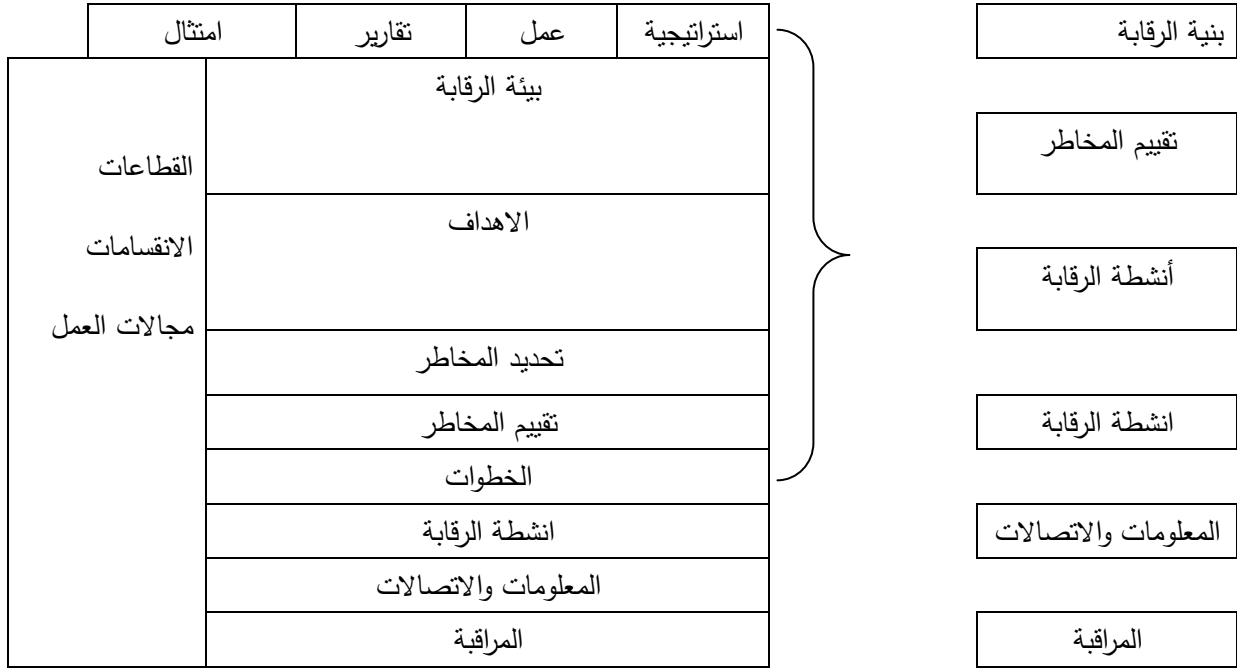 بنية الرقابة
استراتيجية
عمل
تقارير
امتثال
تقييم المخاطر
أنشطة الرقابة
انشطة الرقابة
المعلومات والاتصالات
المراقبة
بيئة الرقابة
الاهداف
تحديد المخاطر
تقييم المخاطر
الخطوات
انشطة الرقابة
المعلومات والاتصالات
المراقبة
القطاعات
الانقسامات
مجالات العمل